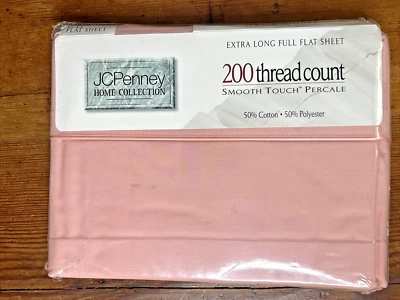 FLAT SHEET
EXTRA LONG FULL FLAT SHEET
JCPenney
HOME COLLECTION
200 thread count
SMOOTH TOUCH™ PERCALE
50% Cotton • 50% Polyester